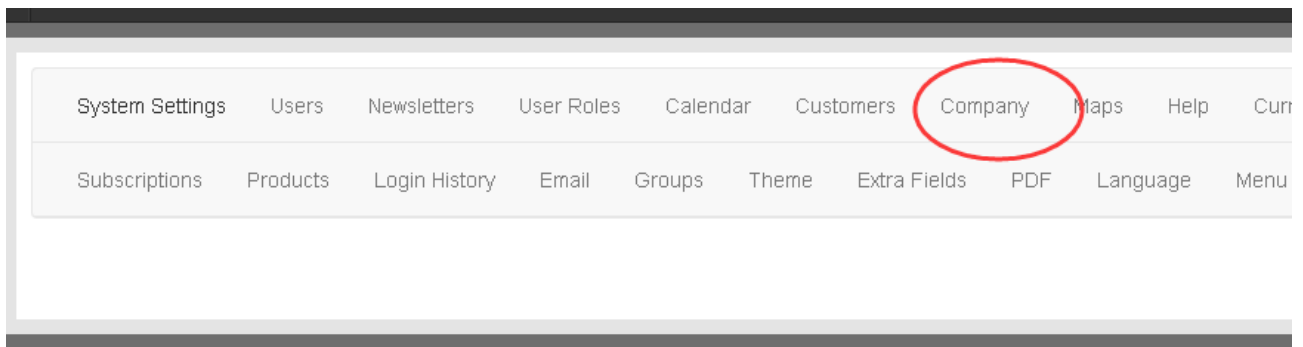 System Settings Users Newsletters User Roles Calendar Customers Company Maps Help Curr
Subscriptions Products Login History Email Groups Theme Extra Fields PDF Language Menu